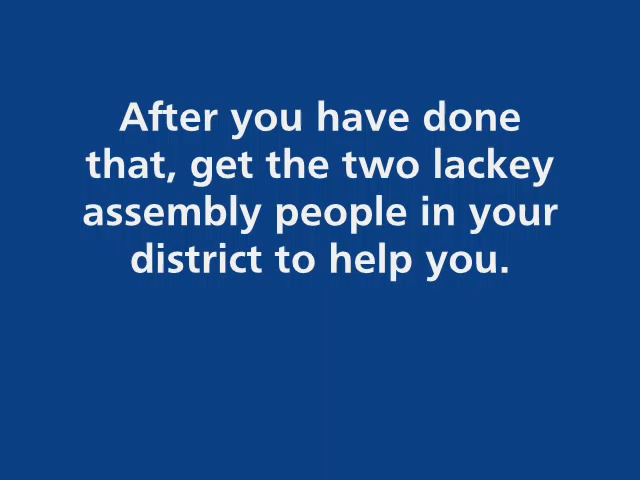 After you have done
that, get the two lackey
assembly people in your
district to help you.